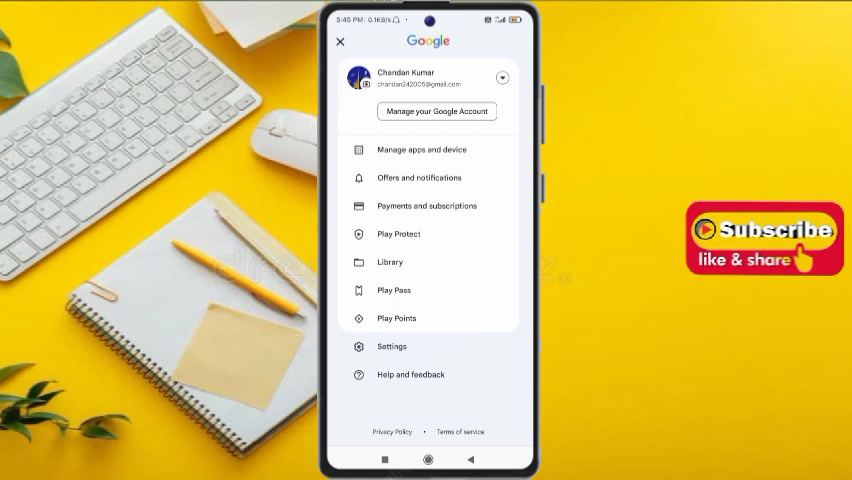 5:45 PM 0.1KB/s
Google
Chandan Kumar
chandan242005@gmail.com
Manage your Google Account
Manage apps and device
Offers and notifications
Payments and subscriptions
Play Protect
Library
Play Pass
Play Points
Settings
Help and feedback
Privacy Policy • Terms of service
Subscribe
like & share